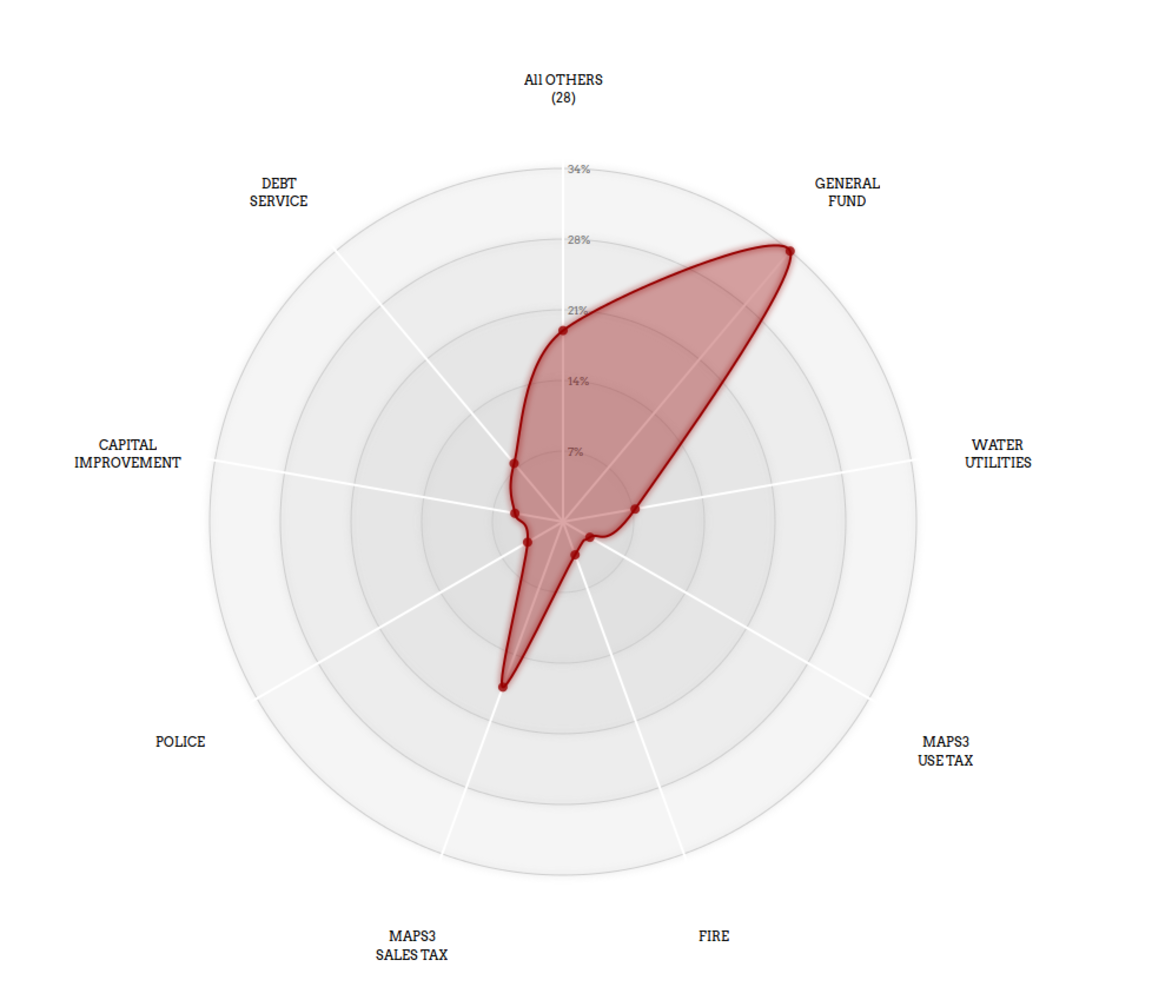 All OTHERS
(28)
34%
DEBT
SERVICE
GENERAL
FUND
28%
21%
14%
CAPITAL
IMPROVEMENT
7%
WATER
UTILITIES
POLICE
MAPS3
USE TAX
MAPS3
SALES TAX
FIRE